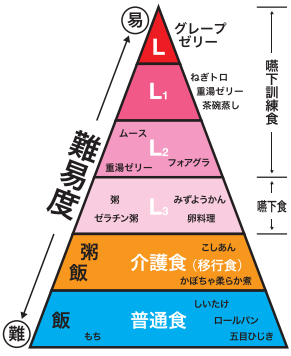 易
グレープ
ゼリー
L
ねぎトロ
重湯ゼリー
茶碗蒸し
L1
ムース
L2
重湯ゼリー
フォアグラ
粥
みずようかん
L3
ゼラチン粥
卵料理
粥
飯
こしあん
介護食（移行食）
かぼちゃ柔らか煮
飯
しいたけ
普通食
ロールパン
もち
五目ひじき
難易度
難
嚥下訓練食
嚥下食